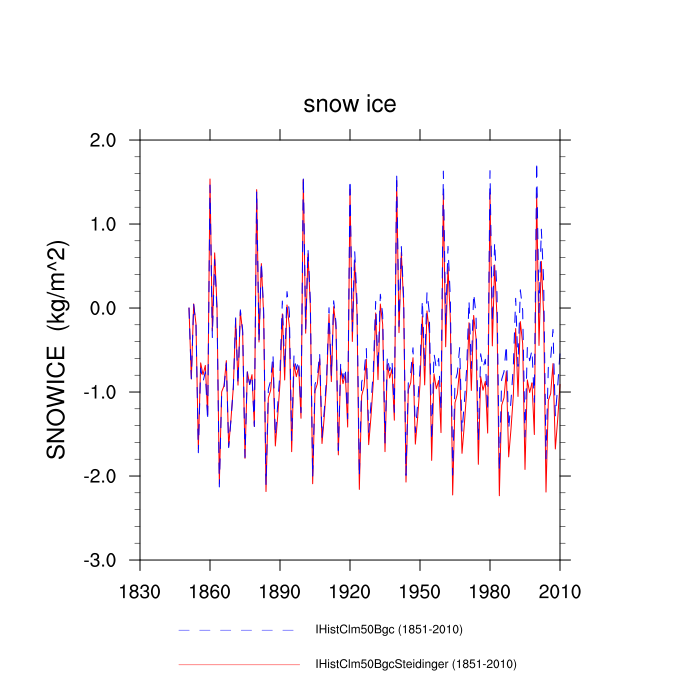 snow ice
SNOWICE (kg/m^2)
2.0
1.0
0.0
-1.0
-2.0
-3.0
1830 1860 1890 1920 1950 1980 2010
IHistClm50Bgc (1851-2010)
IHistClm50BgcSteidinger (1851-2010)